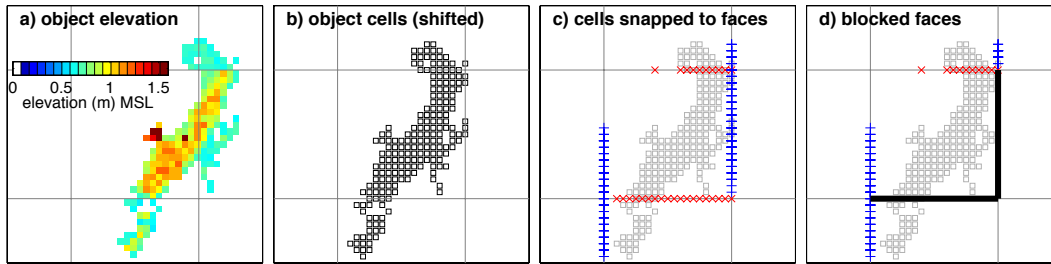 a) object elevation
b) object cells (shifted)
c) cells snapped to faces
d) blocked faces
0 0.5 1 1.5
elevation (m) MSL